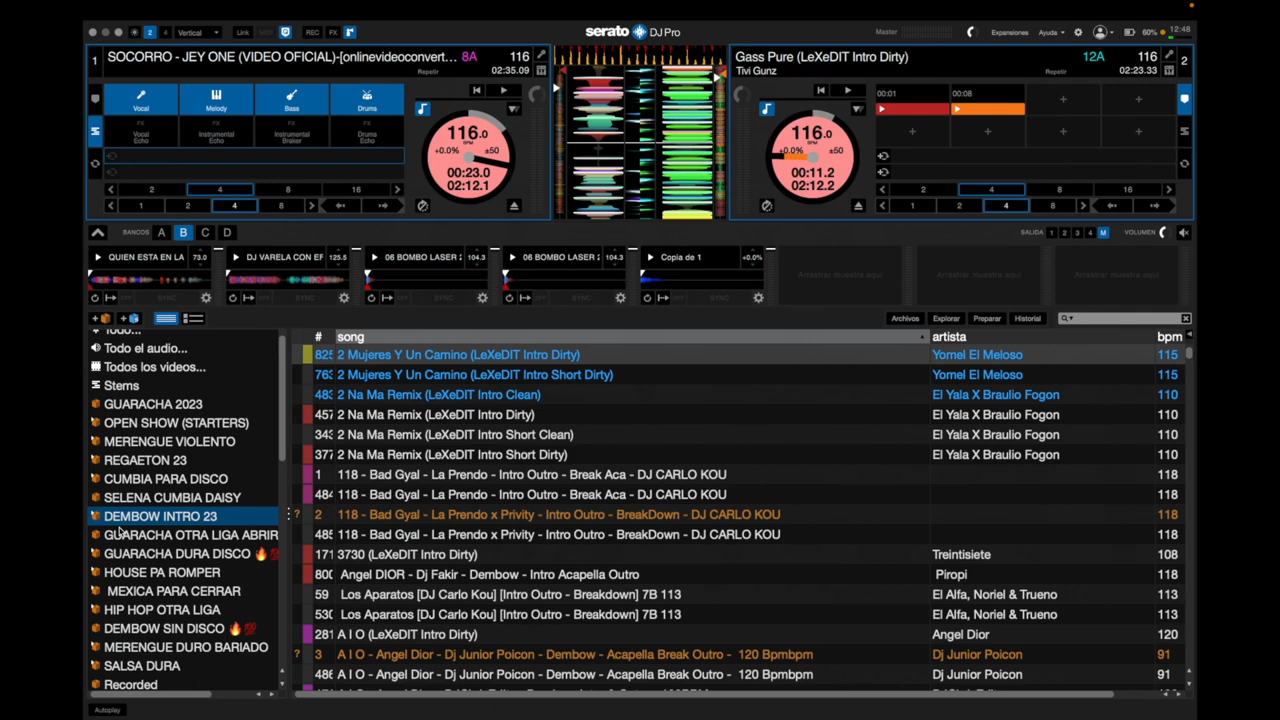 2 4 Vertical Link MIDI REC FX serato DJ Pro Master Expansiones Ayuda 60% 12:48
1 SOCORRO - JEY ONE (VIDEO OFICIAL)-[onlinevideoconvert... 8A 116
Repetir 02:35.09
Gass Pure (LeXeDIT Intro Dirty) 12A 116 2
Tivi Gunz Repetir 02:23.33
Vocal Melody Bass Drums
FX FX FX FX
Vocal Echo Instrumental Echo Instrumental Braker Drums Echo
116.0
BPM
+0.0% ±50
00:23.0
02:12.1
2 4 8 16
1 2 4 8
116.0
BPM
+0.0% ±50
00:11.2
02:12.2
00:01 00:08
2 4 8 16
1 2 4 8
BANCOS A B C D SALIDA 1 2 3 4 M VOLUMEN
QUIEN ESTA EN LA 73.0 DJ VARELA CON EF 125.5 06 BOMBO LASER 2 104.3 06 BOMBO LASER 2 104.3 Copia de 1 +0.0%
Arrastrar muestra aquí Arrastrar muestra aquí Arrastrar muestra aquí
OFF SYNC OFF SYNC OFF SYNC OFF SYNC OFF SYNC
Archivos Explorar Preparar Historial
Todo...
Todo el audio...
Todos los videos...
Stems
GUARACHA 2023
OPEN SHOW (STARTERS)
MERENGUE VIOLENTO
REGAETON 23
CUMBIA PARA DISCO
SELENA CUMBIA DAISY
DEMBOW INTRO 23
GUARACHA OTRA LIGA ABRIR
GUARACHA DURA DISCO 🔥💯
HOUSE PA ROMPER
MEXICA PARA CERRAR
HIP HOP OTRA LIGA
DEMBOW SIN DISCO 🔥💯
MERENGUE DURO BARIADO
SALSA DURA
Recorded
# song artista bpm
825 2 Mujeres Y Un Camino (LeXeDIT Intro Dirty) Yomel El Meloso 115
763 2 Mujeres Y Un Camino (LeXeDIT Intro Short Dirty) Yomel El Meloso 115
483 2 Na Ma Remix (LeXeDIT Intro Clean) El Yala X Braulio Fogon 110
457 2 Na Ma Remix (LeXeDIT Intro Dirty) El Yala X Braulio Fogon 110
343 2 Na Ma Remix (LeXeDIT Intro Short Clean) El Yala X Braulio Fogon 110
377 2 Na Ma Remix (LeXeDIT Intro Short Dirty) El Yala X Braulio Fogon 110
1 118 - Bad Gyal - La Prendo - Intro Outro - Break Aca - DJ CARLO KOU 118
484 118 - Bad Gyal - La Prendo - Intro Outro - Break Aca - DJ CARLO KOU 118
? 2 118 - Bad Gyal - La Prendo x Privity - Intro Outro - BreakDown - DJ CARLO KOU 118
485 118 - Bad Gyal - La Prendo x Privity - Intro Outro - BreakDown - DJ CARLO KOU 118
171 3730 (LeXeDIT Intro Dirty) Treintisiete 108
800 Angel DIOR - Dj Fakir - Dembow - Intro Acapella Outro Piropi 118
59 Los Aparatos [DJ Carlo Kou] [Intro Outro - Breakdown] 7B 113 El Alfa, Noriel & Trueno 113
530 Los Aparatos [DJ Carlo Kou] [Intro Outro - Breakdown] 7B 113 El Alfa, Noriel & Trueno 113
281 A I O (LeXeDIT Intro Dirty) Angel Dior 120
? 3 A I O - Angel Dior - Dj Junior Poicon - Dembow - Acapella Break Outro - 120 Bpmbpm Dj Junior Poicon 91
486 A I O - Angel Dior - Dj Junior Poicon - Dembow - Acapella Break Outro - 120 Bpmbpm Dj Junior Poicon 91
Autoplay